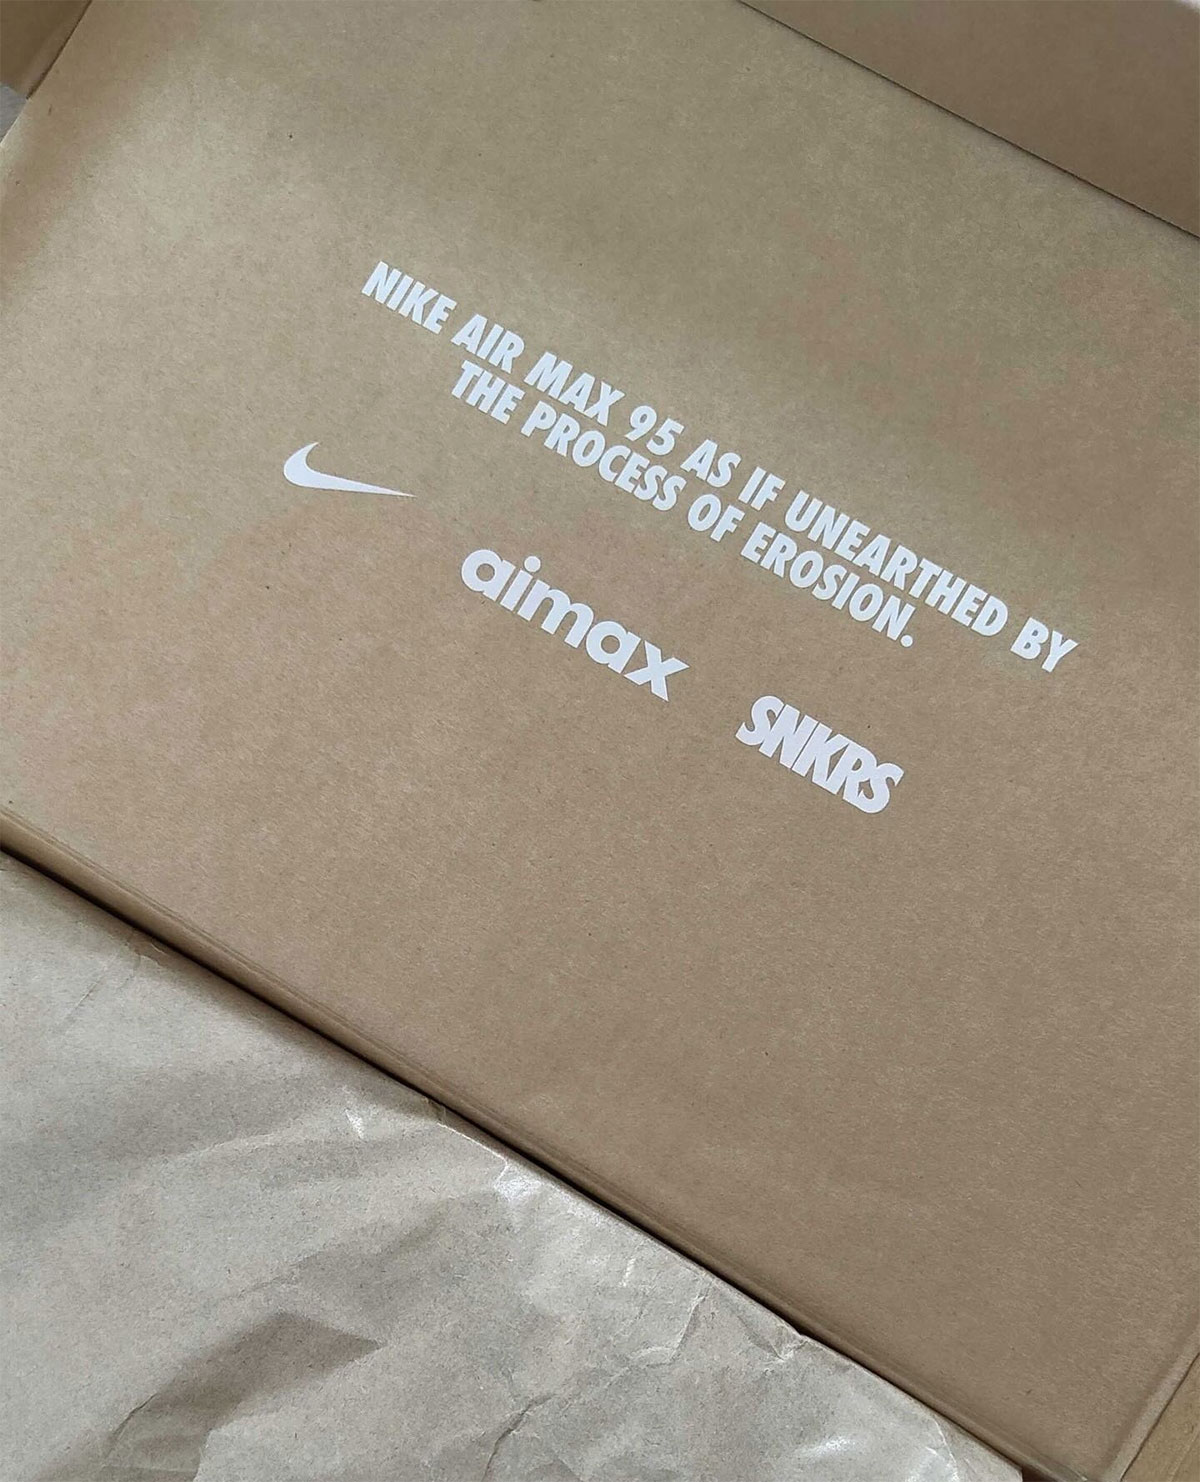 NIKE AIR MAX 95 AS IF UNEARTHED BY
THE PROCESS OF EROSION.
aimax
SNKRS